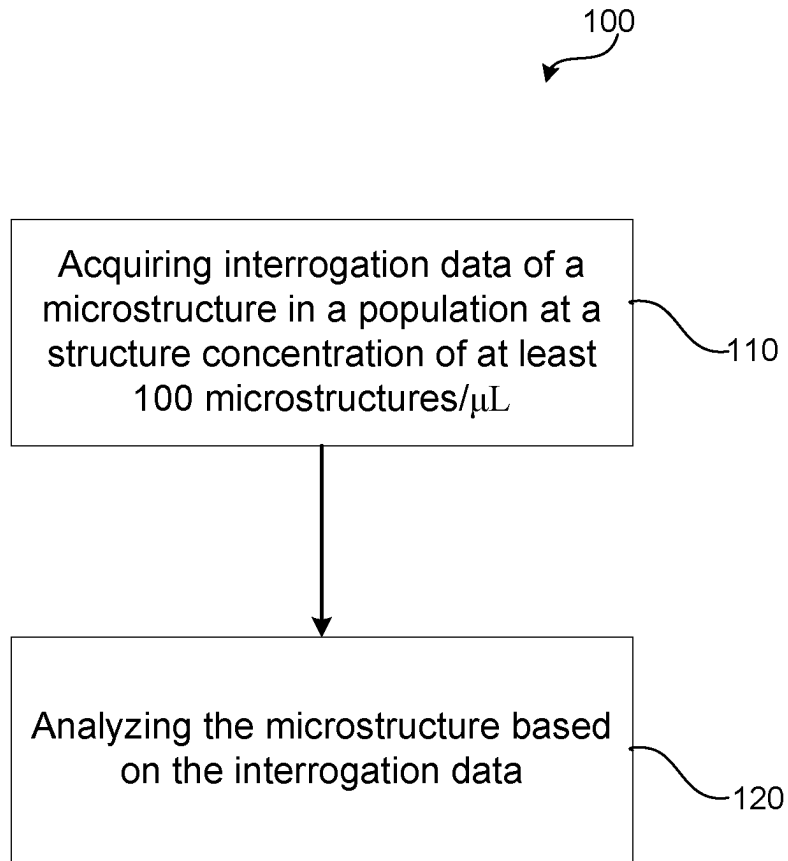 100
Acquiring interrogation data of a
microstructure in a population at a
structure concentration of at least
100 microstructures/μL
110
Analyzing the microstructure based
on the interrogation data
120